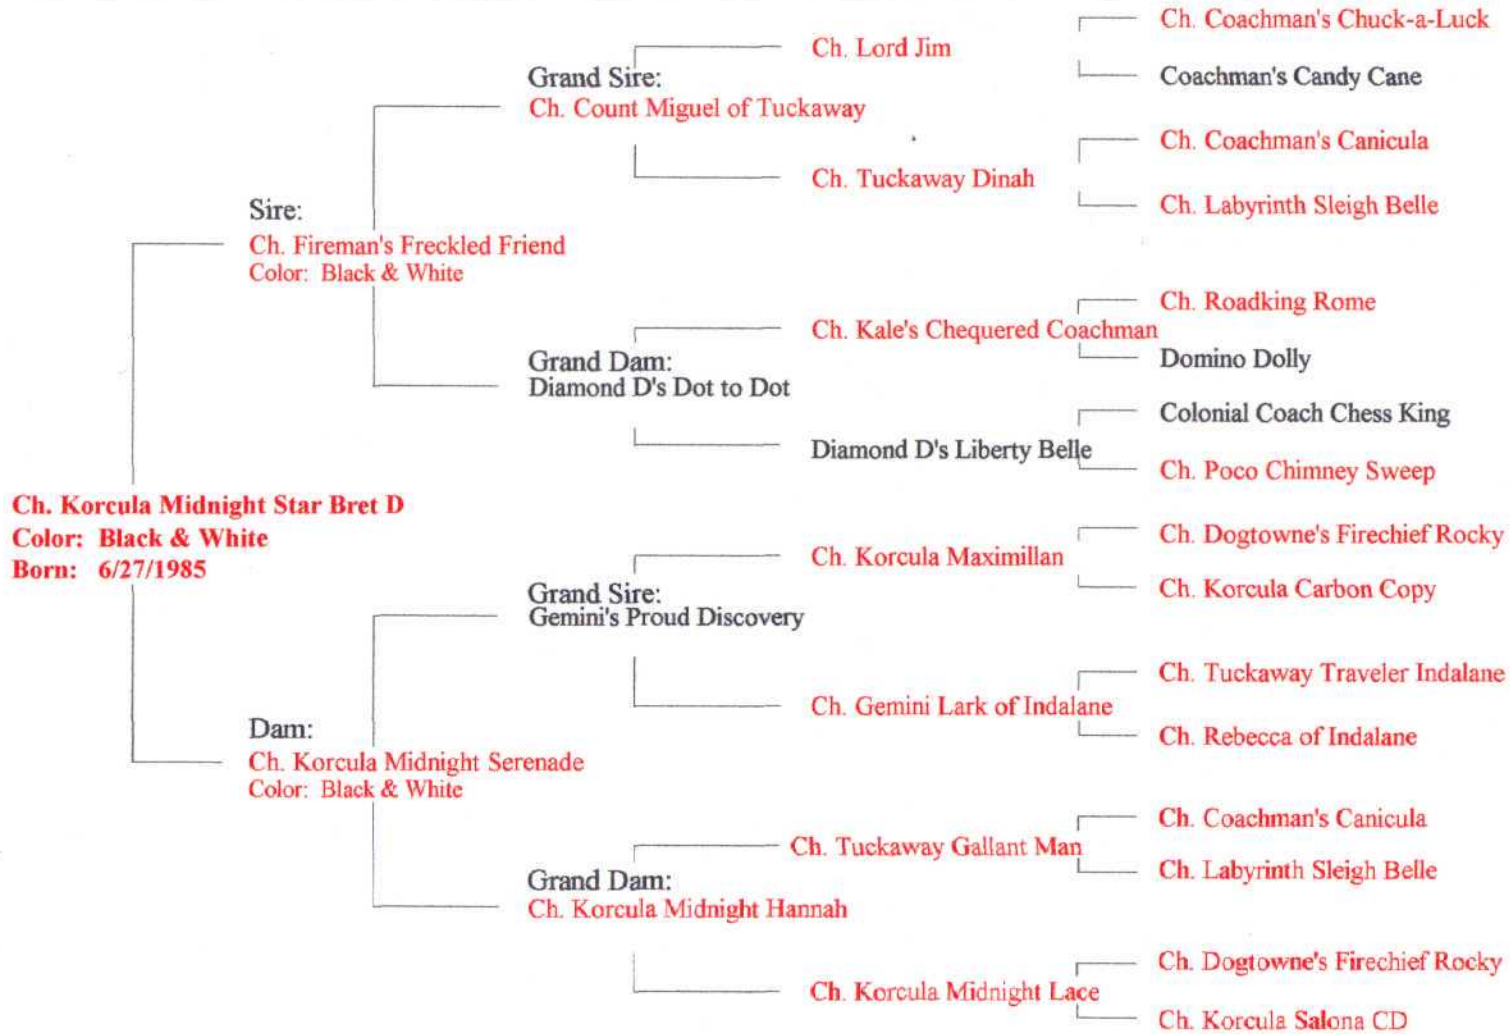 Ch. Korcula Midnight Star Bret D
Color: Black & White
Born: 6/27/1985
Sire:
Ch. Fireman's Freckled Friend
Color: Black & White
Dam:
Ch. Korcula Midnight Serenade
Color: Black & White
Grand Sire:
Ch. Count Miguel of Tuckaway
Grand Dam:
Diamond D's Dot to Dot
Grand Sire:
Gemini's Proud Discovery
Grand Dam:
Ch. Korcula Midnight Hannah
Ch. Lord Jim
Ch. Tuckaway Dinah
Ch. Kale's Chequered Coachman
Diamond D's Liberty Belle
Ch. Korcula Maximillan
Ch. Gemini Lark of Indalane
Ch. Tuckaway Gallant Man
Ch. Korcula Midnight Lace
Ch. Coachman's Chuck-a-Luck
Coachman's Candy Cane
Ch. Coachman's Canicula
Ch. Labyrinth Sleigh Belle
Ch. Roadking Rome
Domino Dolly
Colonial Coach Chess King
Ch. Poco Chimney Sweep
Ch. Dogtowne's Firechief Rocky
Ch. Korcula Carbon Copy
Ch. Tuckaway Traveler Indalane
Ch. Rebecca of Indalane
Ch. Coachman's Canicula
Ch. Labyrinth Sleigh Belle
Ch. Dogtowne's Firechief Rocky
Ch. Korcula Salona CD